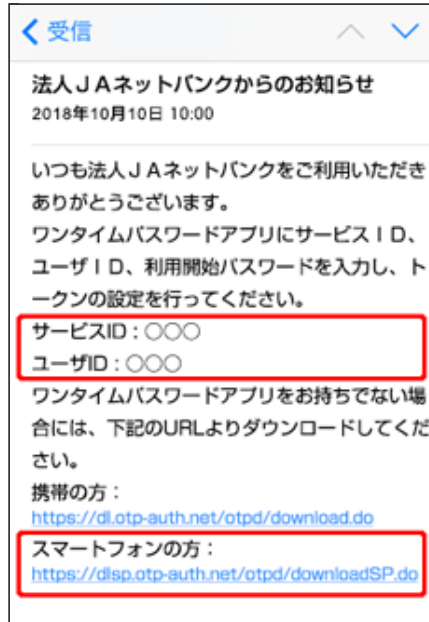 受信
法人ＪＡネットバンクからのお知らせ
2018年10月10日 10:00
いつも法人ＪＡネットバンクをご利用いただき
ありがとうございます。
ワンタイムパスワードアプリにサービスＩＤ、
ユーザＩＤ、利用開始パスワードを入力し、ト
ークンの設定を行ってください。
サービスID：○○○
ユーザID：○○○
ワンタイムパスワードアプリをお持ちでない場
合には、下記のURLよりダウンロードしてくだ
さい。
携帯の方：
https://dl.otp-auth.net/otpd/download.do
スマートフォンの方：
https://dlsp.otp-auth.net/otpd/downloadSP.do